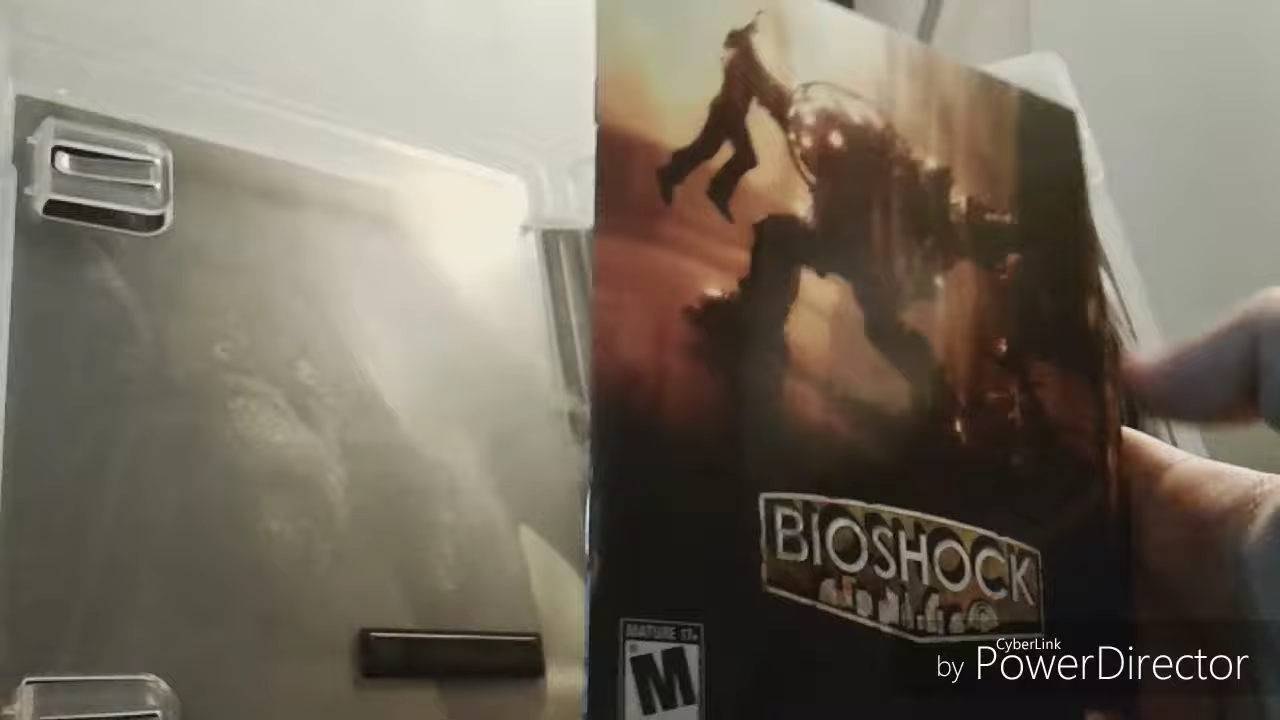 BIOSHOCK
MATURE 17+
M
CyberLink
by PowerDirector